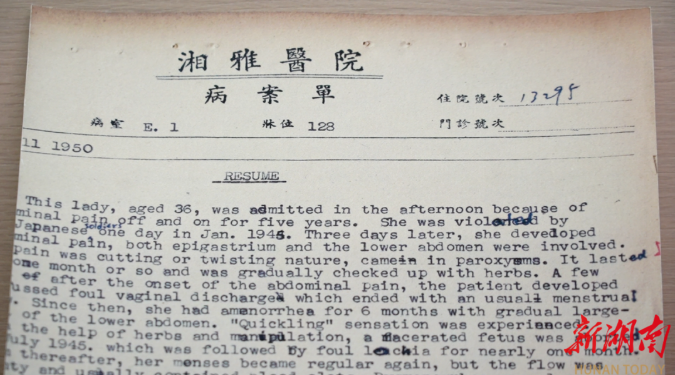 湘雅醫院
病案單
住院號次 13295
病室 E. 1 牀位 128 門診號次
11 1950
RESUME
This lady, aged 36, was admitted in the afternoon because of
minal pain off and on for five years. She was violated by
Japanese soldiers one day in Jan. 1945. Three days later, she developed
minal pain, both epigastrium and the lower abdomen were involved.
pain was cutting or twisting nature, came in paroxysms. It lasted
one month or so and was gradually checked up with herbs. A few
of after the onset of the abdominal pain, the patient developed
ussed foul vaginal discharge which ended with an usual menstrual
. Since then, she had amenorrhea for 6 months with gradual large-
of the lower abdomen. "Quickling" sensation was experienced
the help of herbs and manipulation, a macerated fetus was
July 1945. which was followed by foul lochia for nearly one month.
thereafter, her menses became regular again, but the flow was
新湖南
HUNAN TODAY